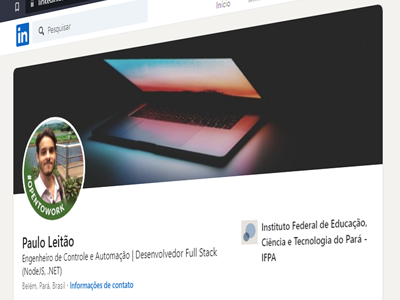 in
Pesquisar
Início
#OPENTOWORK
Paulo Leitão
Engenheiro de Controle e Automação | Desenvolvedor Full Stack
(NodeJS, .NET)
Belém, Pará, Brasil · Informações de contato
Instituto Federal de Educação,
Ciência e Tecnologia do Pará -
IFPA